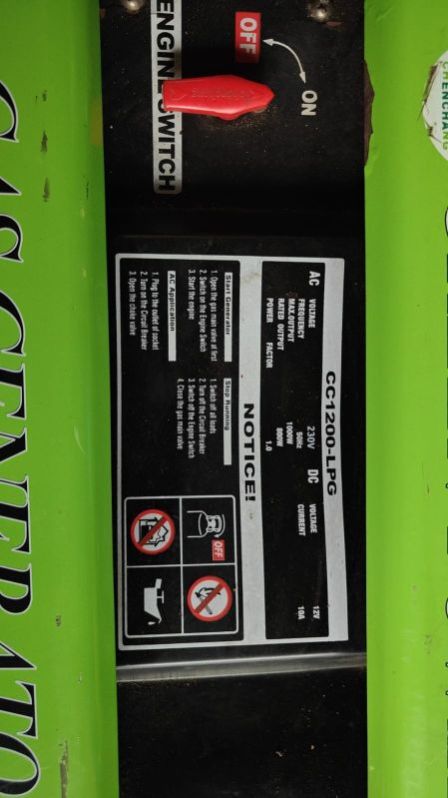 CHENCHANG
OFF
ON
ENGINE SWITCH
CC1200-LPG
AC VOLTAGE 230V DC VOLTAGE 12V
FREQUENCY 50Hz CURRENT 10A
MAX.OUTPUT 1000W
RATED OUTPUT 800W
POWER FACTOR 1.0
NOTICE!
Start Generator
1. Open the gas main valve at first
2. Switch on the Engine Switch
3. Start the engine
AC Application
1. Plug to the outlet of socket
2. Turn on the Circuit Breaker
3. Open the choke valve
Stop Running
1. Switch of all loads
2. Turn off the Circuit Breaker
3. Switch off the Engine Switch
4. Close the gas main valve
OFF
GAS GENERATO